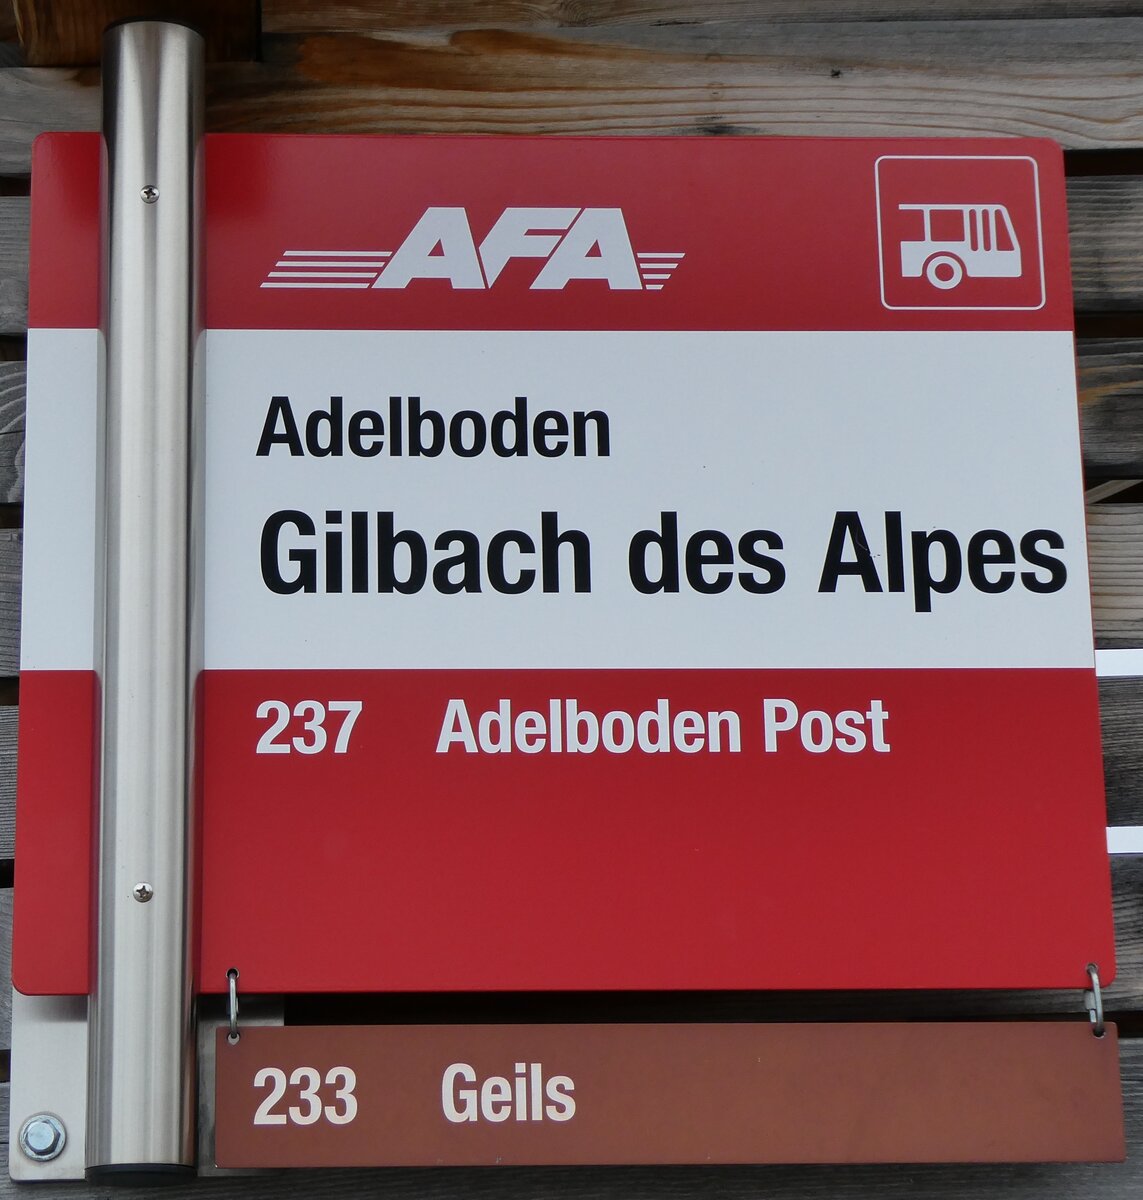 AFA
Adelboden
Gilbach des Alpes
237 Adelboden Post
233 Geils